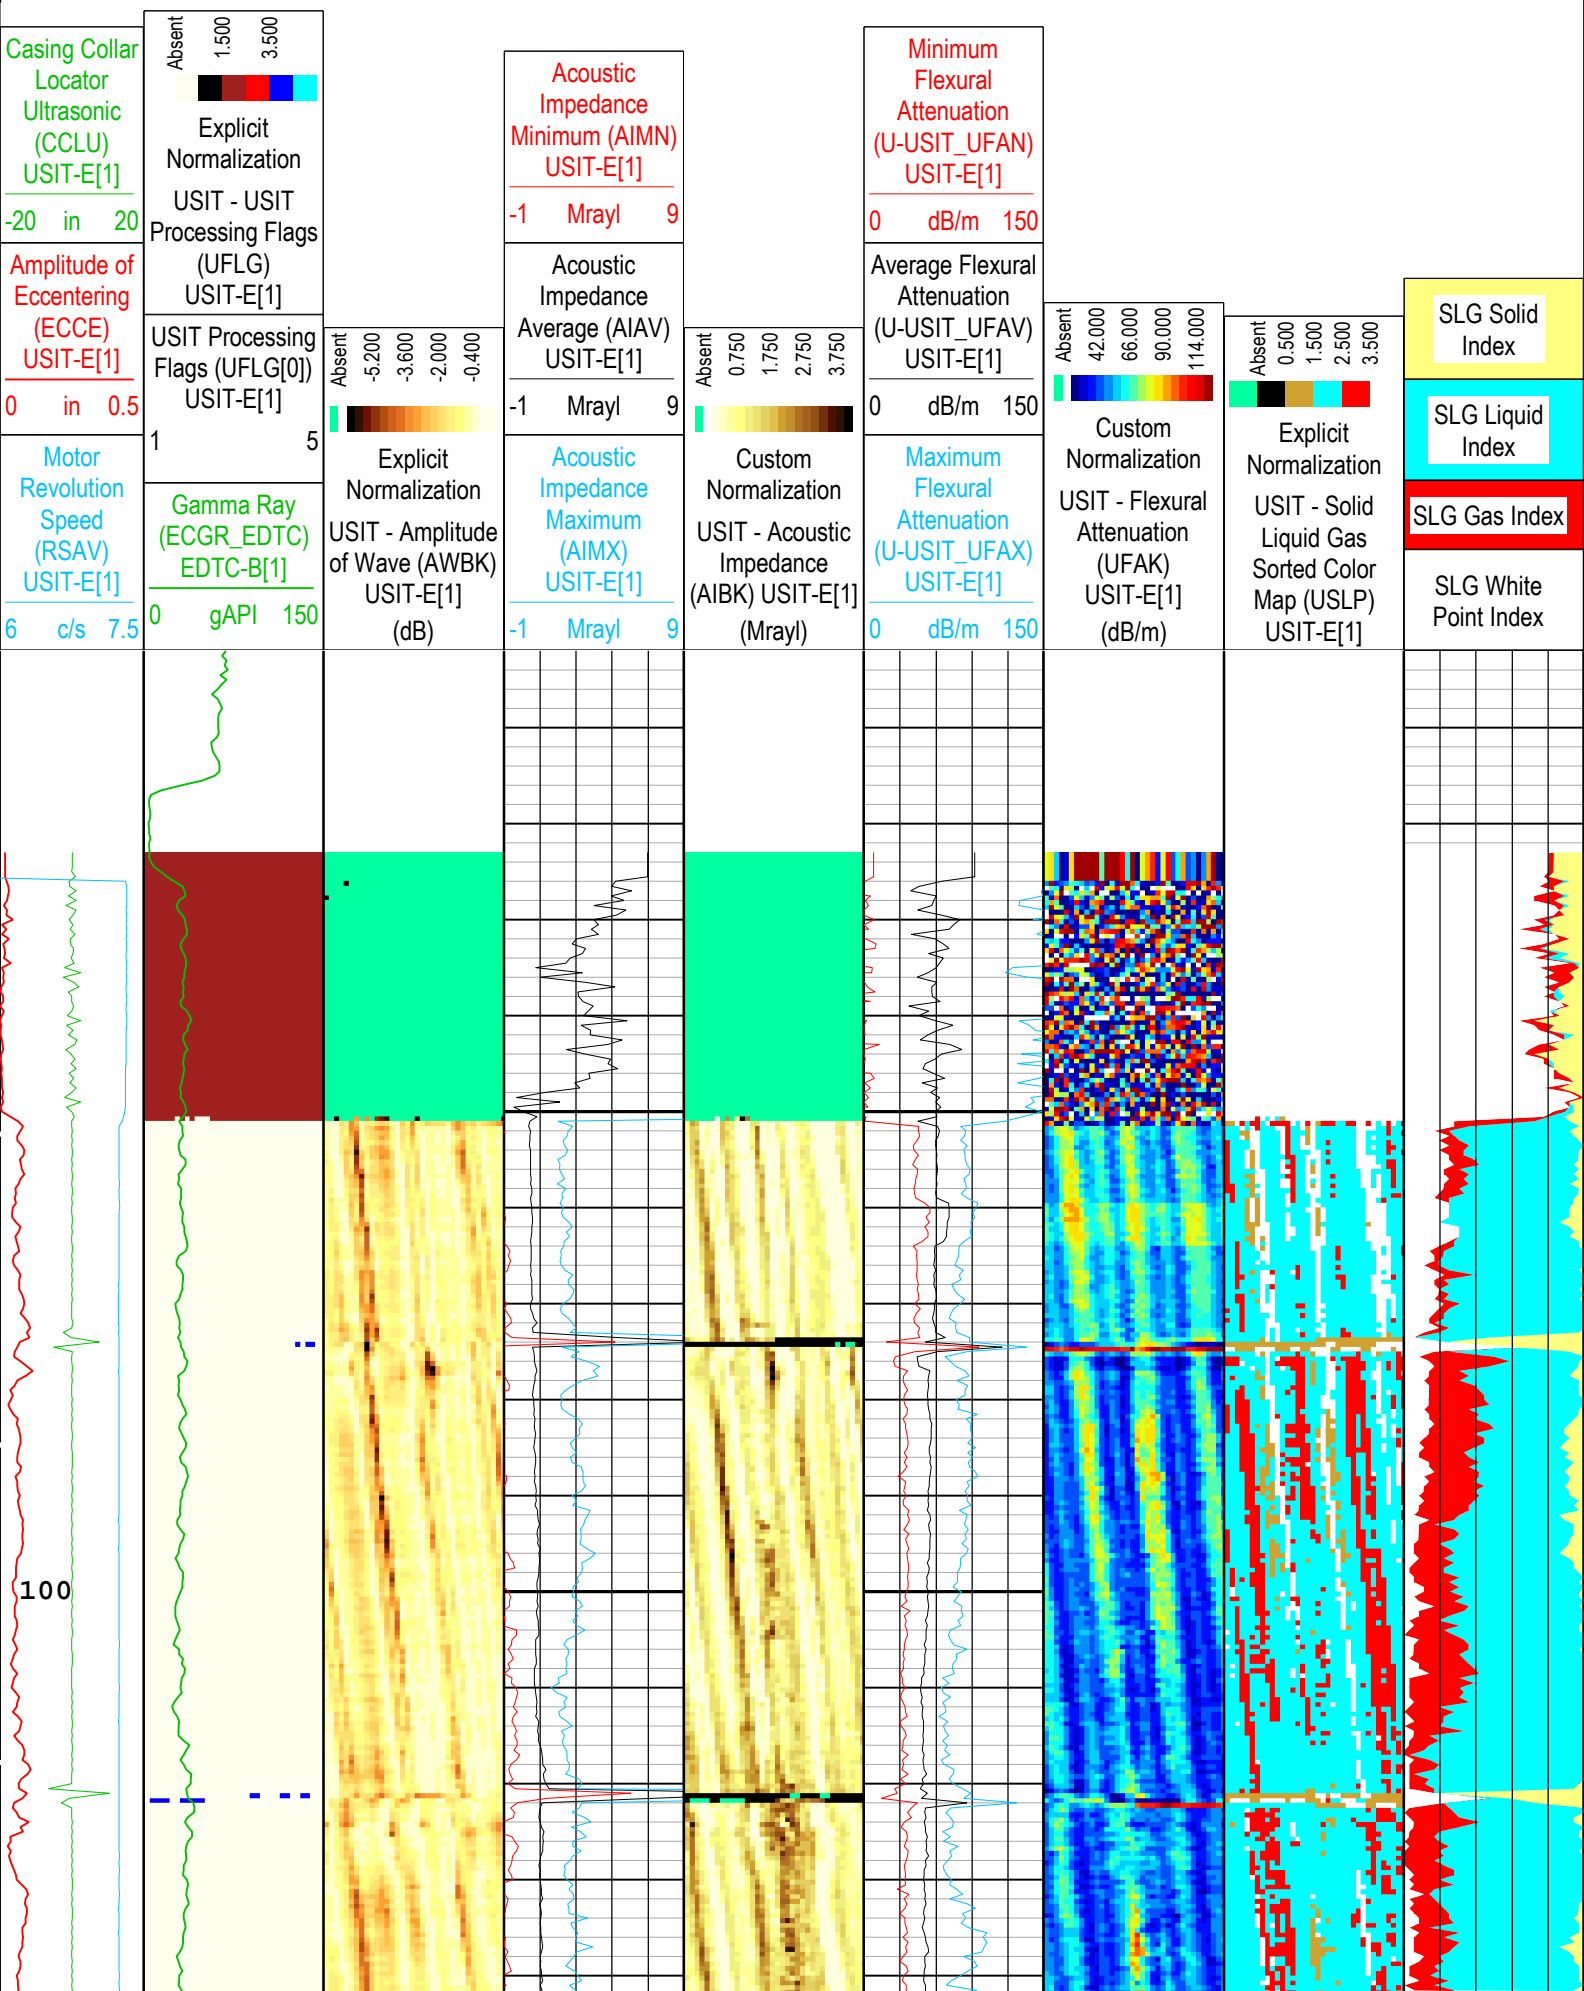 Casing Collar
Locator
Ultrasonic
(CCLU)
USIT-E[1]
-20 in 20
Amplitude of
Eccentering
(ECCE)
USIT-E[1]
0 in 0.5
Motor
Revolution
Speed
(RSAV)
USIT-E[1]
6 c/s 7.5
Absent 1.500 3.500
Explicit
Normalization
USIT - USIT
Processing Flags
(UFLG)
USIT-E[1]
USIT Processing
Flags (UFLG[0])
USIT-E[1]
1 5
Gamma Ray
(ECGR_EDTC)
EDTC-B[1]
0 gAPI 150
Absent -5.200 -3.600 -2.000 -0.400
Explicit
Normalization
USIT - Amplitude
of Wave (AWBK)
USIT-E[1]
(dB)
Acoustic
Impedance
Minimum (AIMN)
USIT-E[1]
-1 Mrayl 9
Acoustic
Impedance
Average (AIAV)
USIT-E[1]
-1 Mrayl 9
Acoustic
Impedance
Maximum
(AIMX)
USIT-E[1]
-1 Mrayl 9
Absent 0.750 1.750 2.750 3.750
Custom
Normalization
USIT - Acoustic
Impedance
(AIBK) USIT-E[1]
(Mrayl)
Minimum
Flexural
Attenuation
(U-USIT_UFAN)
USIT-E[1]
0 dB/m 150
Average Flexural
Attenuation
(U-USIT_UFAV)
USIT-E[1]
0 dB/m 150
Maximum
Flexural
Attenuation
(U-USIT_UFAX)
USIT-E[1]
0 dB/m 150
Absent 42.000 66.000 90.000 114.000
Custom
Normalization
USIT - Flexural
Attenuation
(UFAK)
USIT-E[1]
(dB/m)
Absent 0.500 1.500 2.500 3.500
Explicit
Normalization
USIT - Solid
Liquid Gas
Sorted Color
Map (USLP)
USIT-E[1]
SLG Solid
Index
SLG Liquid
Index
SLG Gas Index
SLG White
Point Index
100